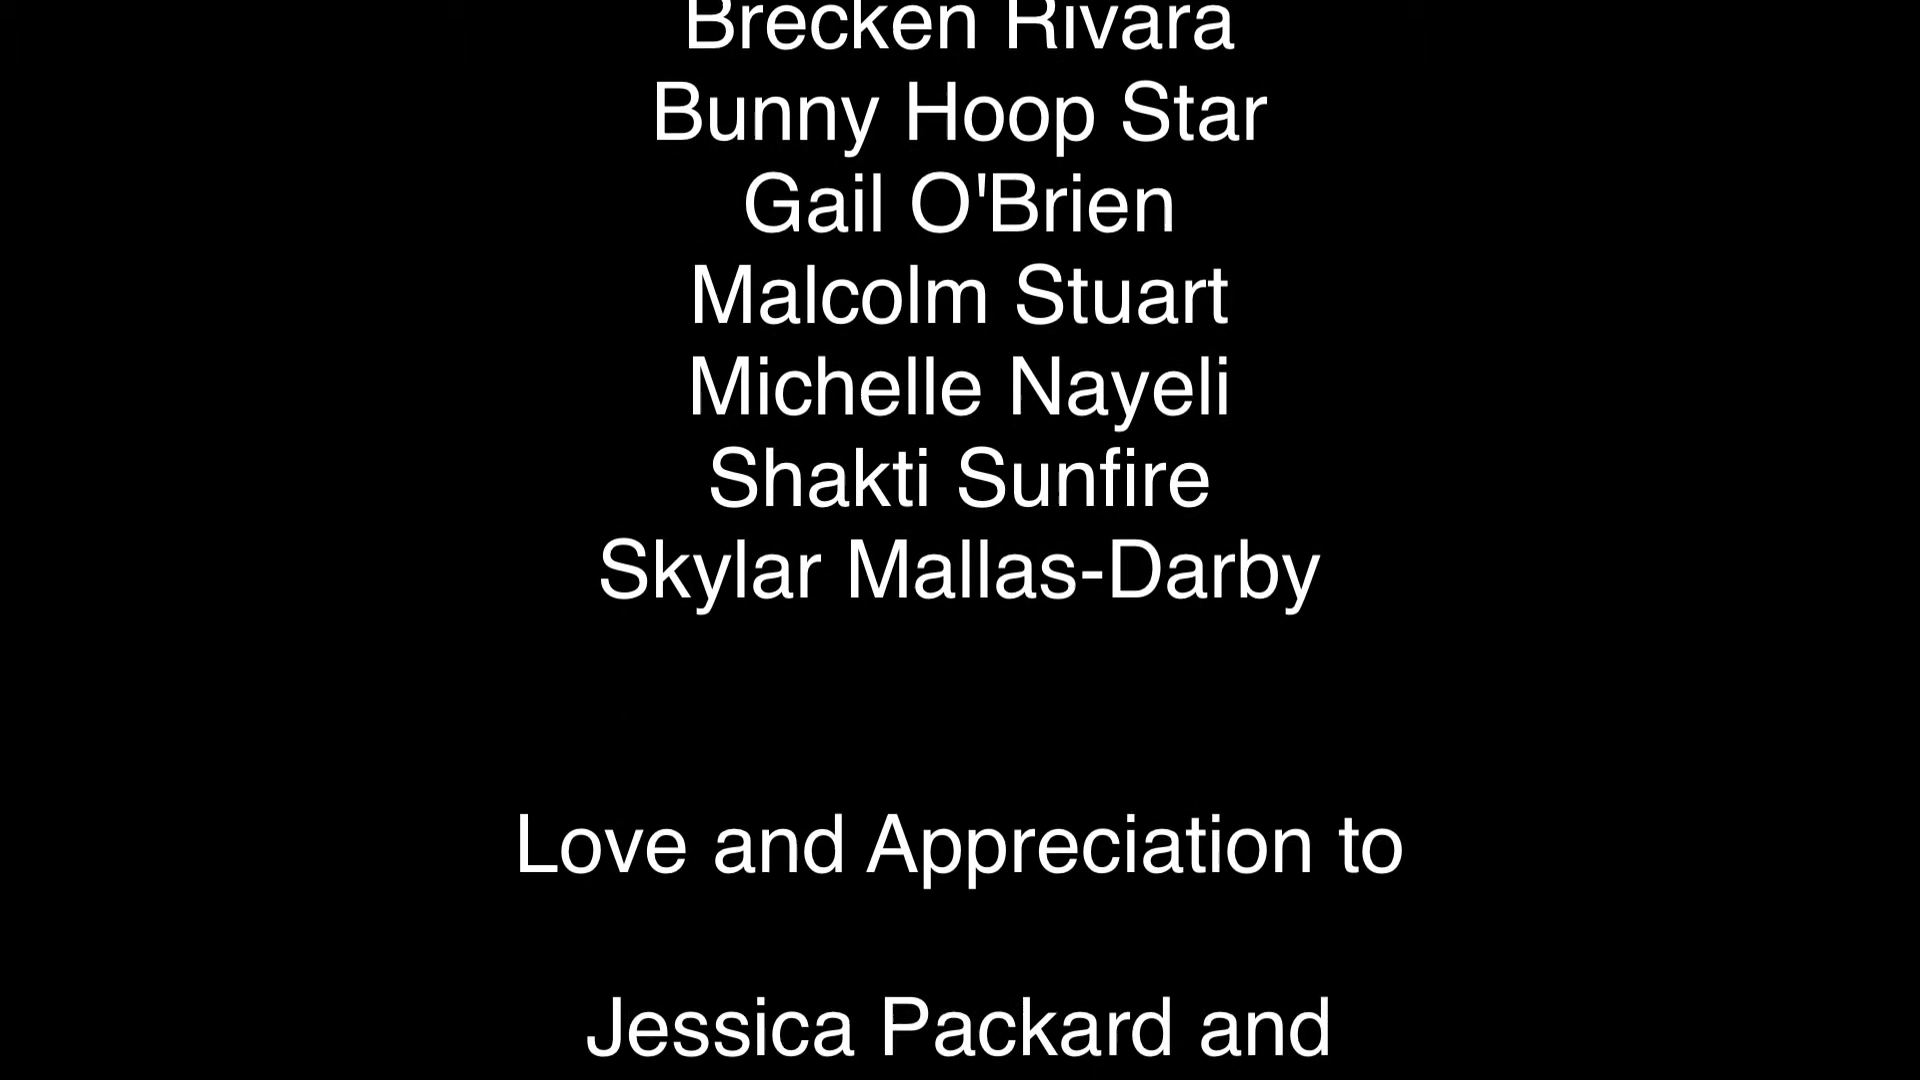 Brecken Rivara
Bunny Hoop Star
Gail O'Brien
Malcolm Stuart
Michelle Nayeli
Shakti Sunfire
Skylar Mallas-Darby
Love and Appreciation to
Jessica Packard and